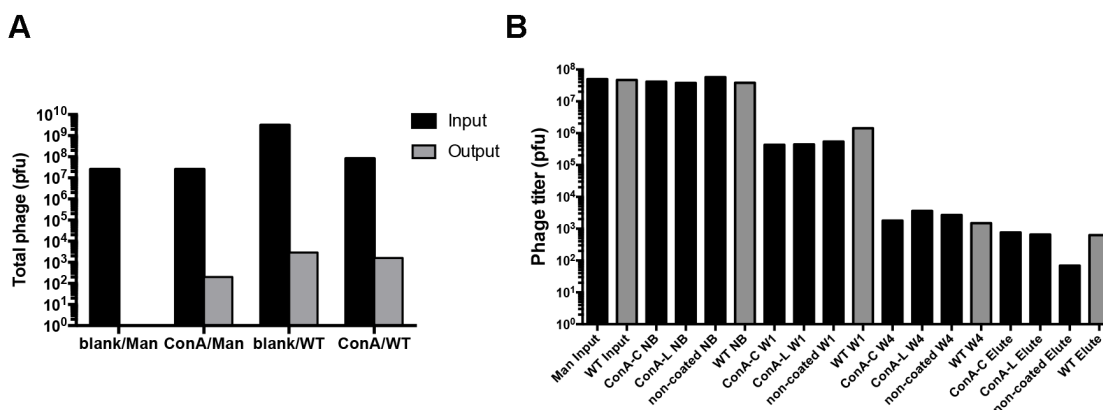 A
B
Total phage (pfu)
10^10
10^9
10^8
10^7
10^6
10^5
10^4
10^3
10^2
10^1
10^0
blank/Man ConA/Man blank/WT ConA/WT
Input
Output
Phage titer (pfu)
10^8
10^7
10^6
10^5
10^4
10^3
10^2
10^1
10^0
Man Input
WT Input
ConA-C NB
ConA-L NB
non-coated NB
WT NB
ConA-C W1
ConA-L W1
non-coated W1
WT W1
ConA-C W4
ConA-L W4
non-coated W4
WT W4
ConA-C Elute
ConA-L Elute
non-coated Elute
WT Elute